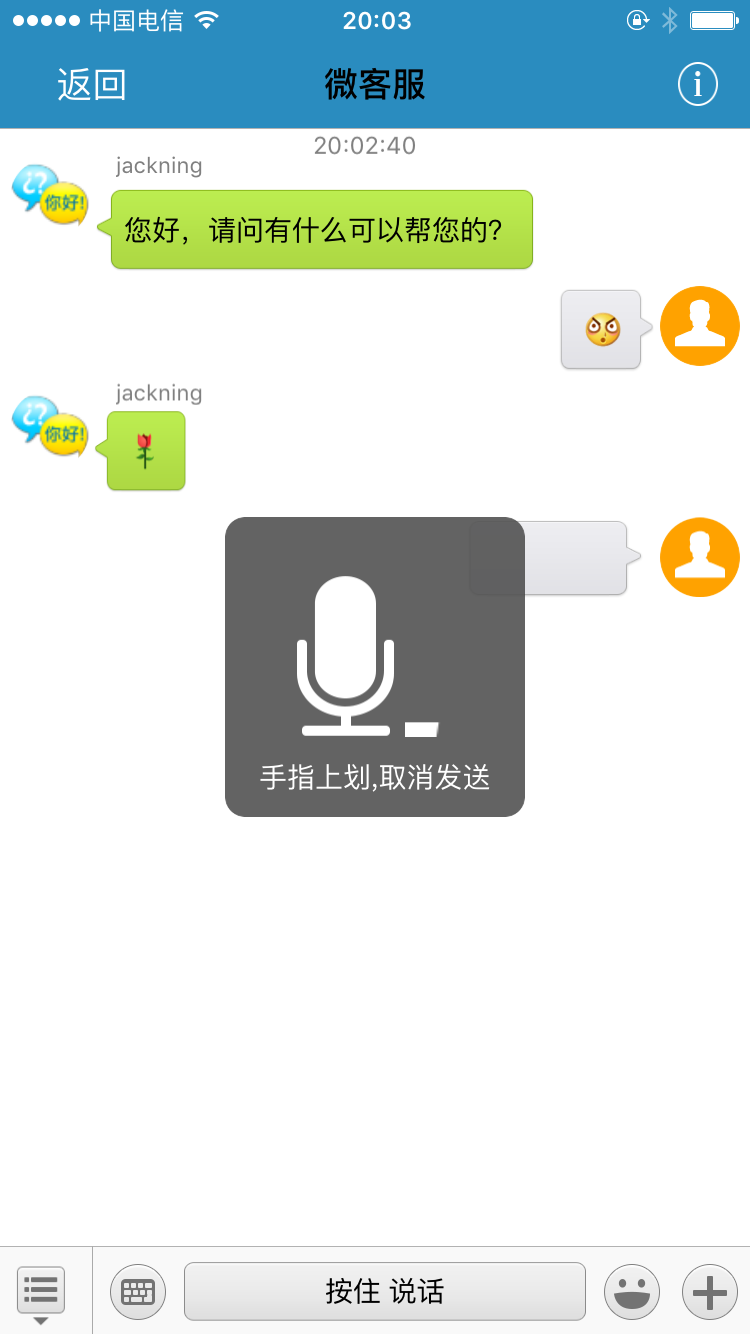 中国电信 20:03
返回 微客服
20:02:40
jackning
你好!
您好，请问有什么可以帮您的?
jackning
你好!
手指上划,取消发送
按住 说话